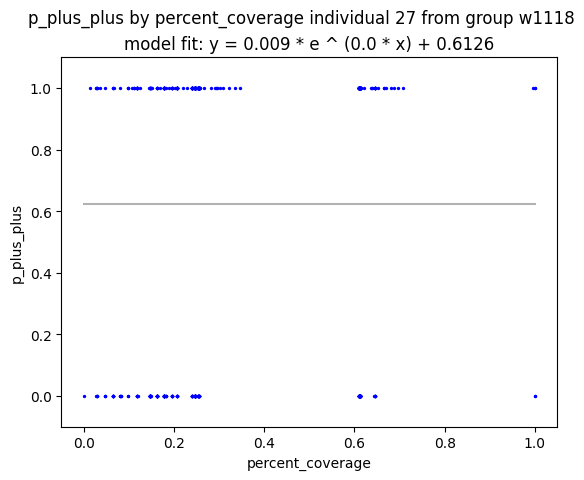 p_plus_plus by percent_coverage individual 27 from group w1118
model fit: y = 0.009 * e ^ (0.0 * x) + 0.6126
1.0
0.8
0.6
0.4
0.2
0.0
p_plus_plus
0.0 0.2 0.4 0.6 0.8 1.0
percent_coverage